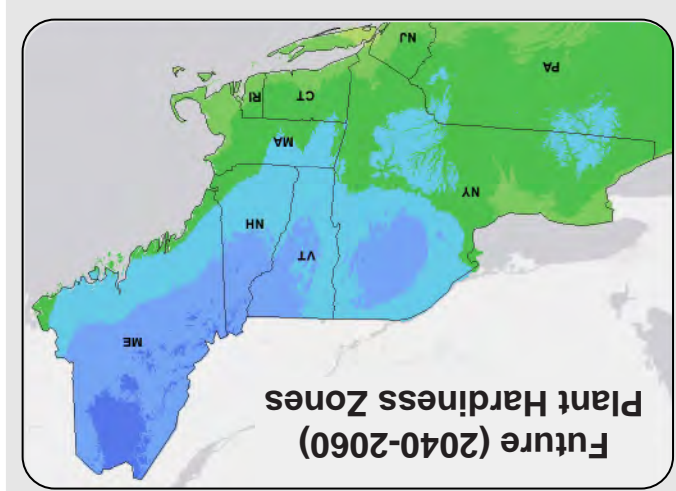 Future (2040-2060)
Plant Hardiness Zones
ME
VT
NH
NY
MA
CT
RI
PA
NJ